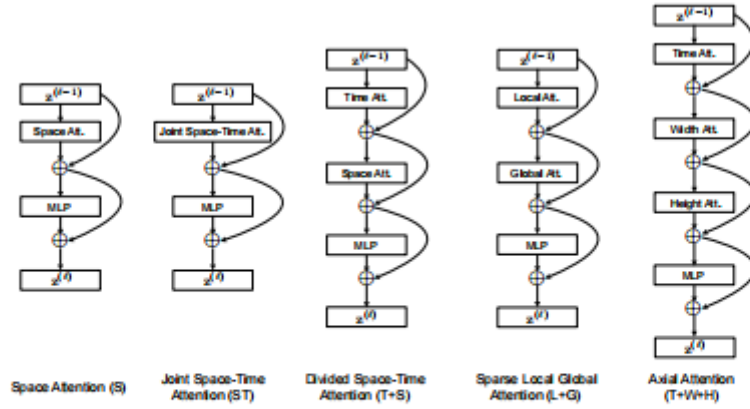 z^(ℓ−1)
Space Att.
MLP
z^(ℓ)
Space Attention (S)
z^(ℓ−1)
Joint Space-Time Att.
MLP
z^(ℓ)
Joint Space-Time
Attention (ST)
z^(ℓ−1)
Time Att.
Space Att.
MLP
z^(ℓ)
Divided Space-Time
Attention (T+S)
z^(ℓ−1)
Local Att.
Global Att.
MLP
z^(ℓ)
Sparse Local Global
Attention (L+G)
z^(ℓ−1)
Time Att.
Width Att.
Height Att.
MLP
z^(ℓ)
Axial Attention
(T+W+H)